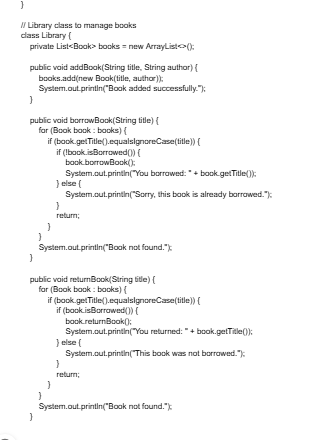 }
// Library class to manage books
class Library {
private List<Book> books = new ArrayList<>();
public void addBook(String title, String author) {
books.add(new Book(title, author));
System.out.println("Book added successfully.");
}
public void borrowBook(String title) {
for (Book book : books) {
if (book.getTitle().equalsIgnoreCase(title)) {
if (!book.isBorrowed()) {
book.borrowBook();
System.out.println("You borrowed: " + book.getTitle());
} else {
System.out.println("Sorry, this book is already borrowed.");
}
return;
}
}
System.out.println("Book not found.");
}
public void returnBook(String title) {
for (Book book : books) {
if (book.getTitle().equalsIgnoreCase(title)) {
if (book.isBorrowed()) {
book.returnBook();
System.out.println("You returned: " + book.getTitle());
} else {
System.out.println("This book was not borrowed.");
}
return;
}
}
System.out.println("Book not found.");
}